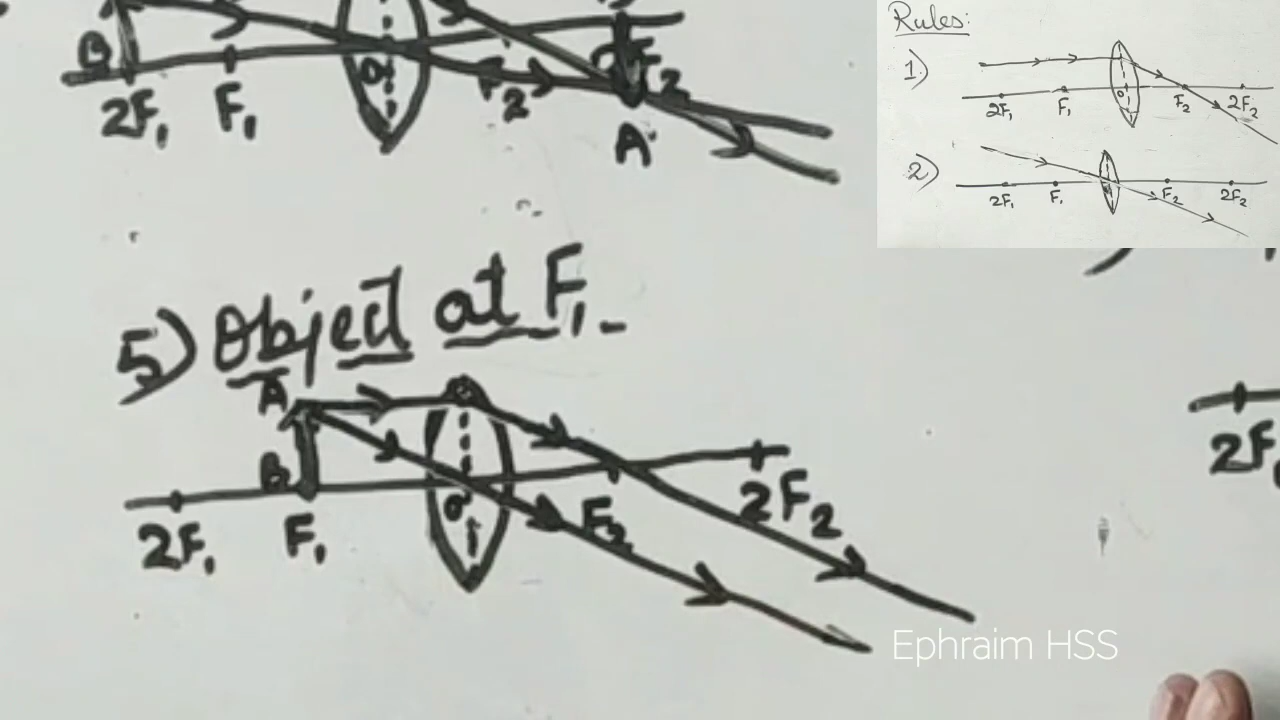 B
O
2F₁ F₁ F₂ F₂
A'
5) Object at F₁
A
B
O
2F₁ F₁ F₂ 2F₂
2F₁
Rules:
1)
O
2F₁ F₁ F₂ 2F₂
2)
2F₁ F₁ F₂ 2F₂
Ephraim HSS